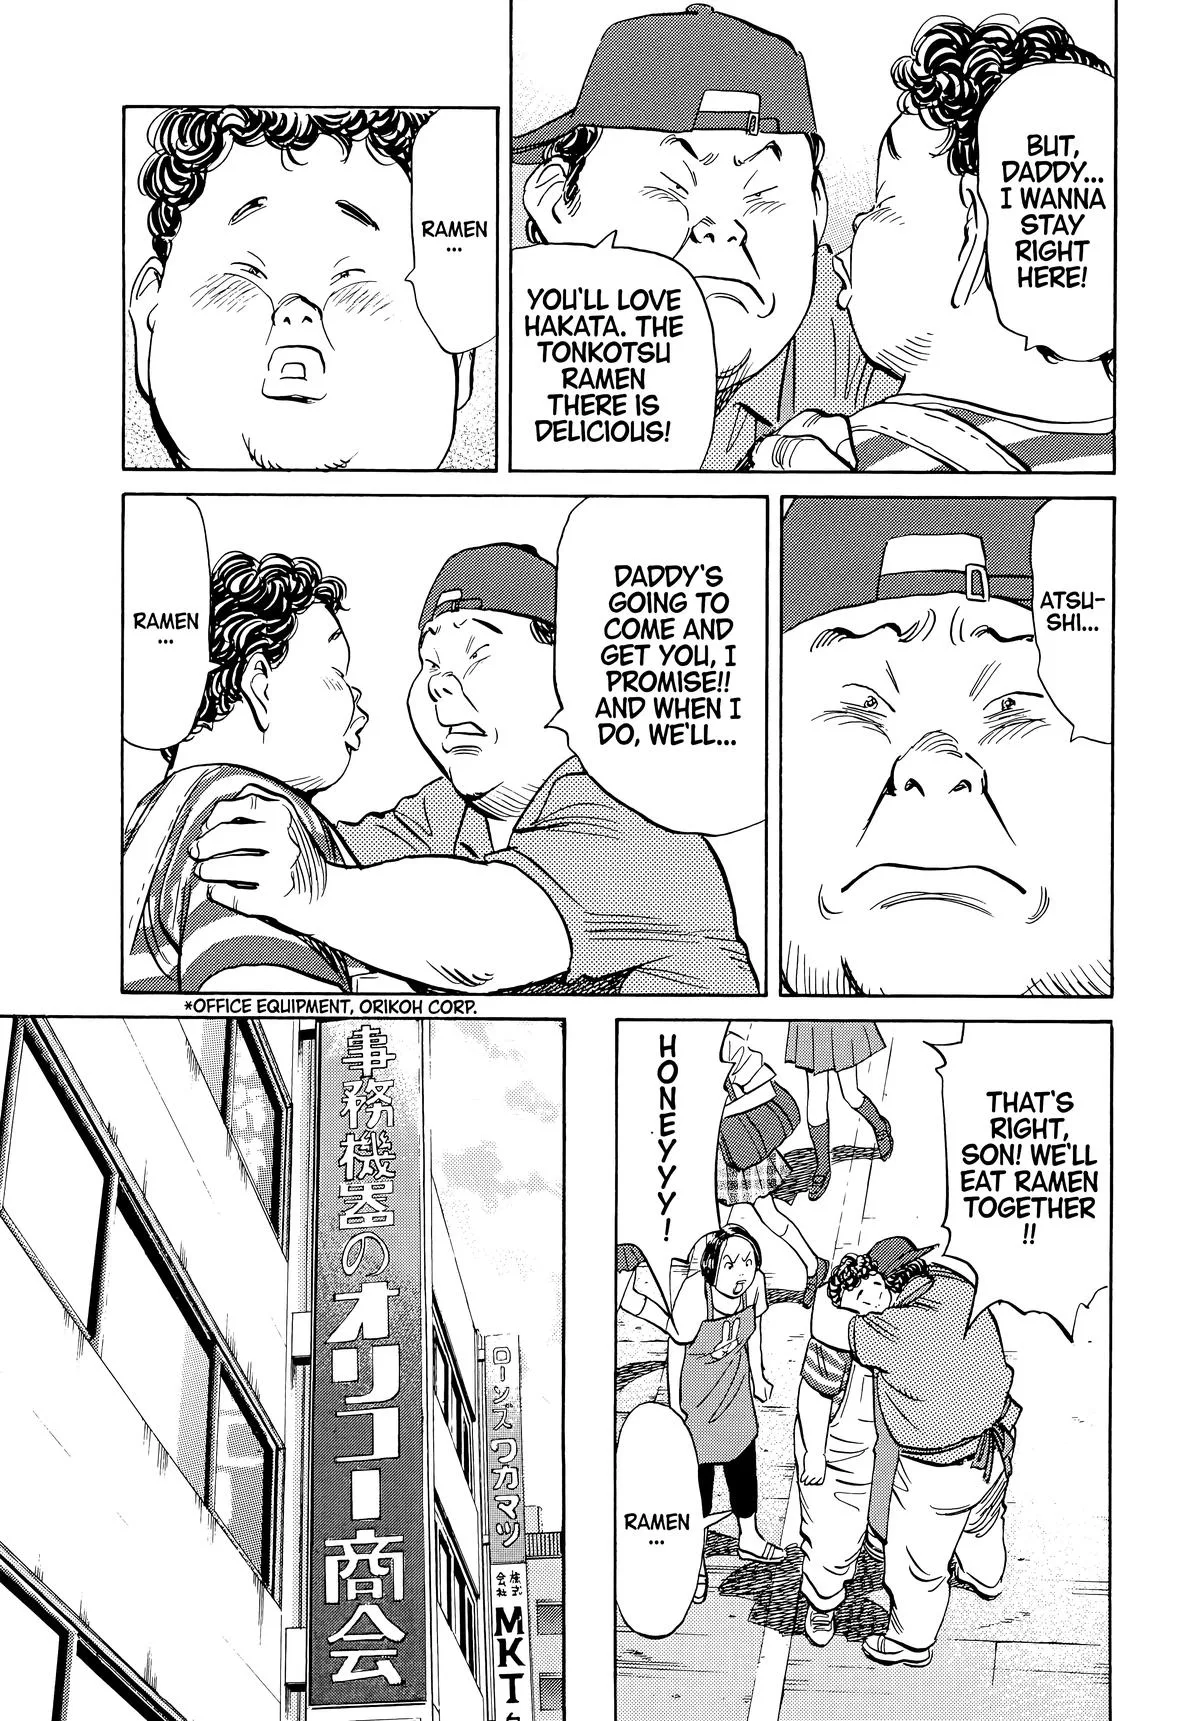 BUT,
DADDY...
I WANNA
STAY
RIGHT
HERE!
YOU'LL LOVE
HAKATA. THE
TONKOTSU
RAMEN
THERE IS
DELICIOUS!
RAMEN
...
ATSU-
SHI...
DADDY'S
GOING TO
COME AND
GET YOU, I
PROMISE!!
AND WHEN I
DO, WE'LL...
RAMEN
...
THAT'S
RIGHT,
SON! WE'LL
EAT RAMEN
TOGETHER
!!
HONEYYY!
RAMEN
...
*OFFICE EQUIPMENT, ORIKOH CORP.
事務機器のオリコー商会
ローンズワカマツ
株式
会社
MKT